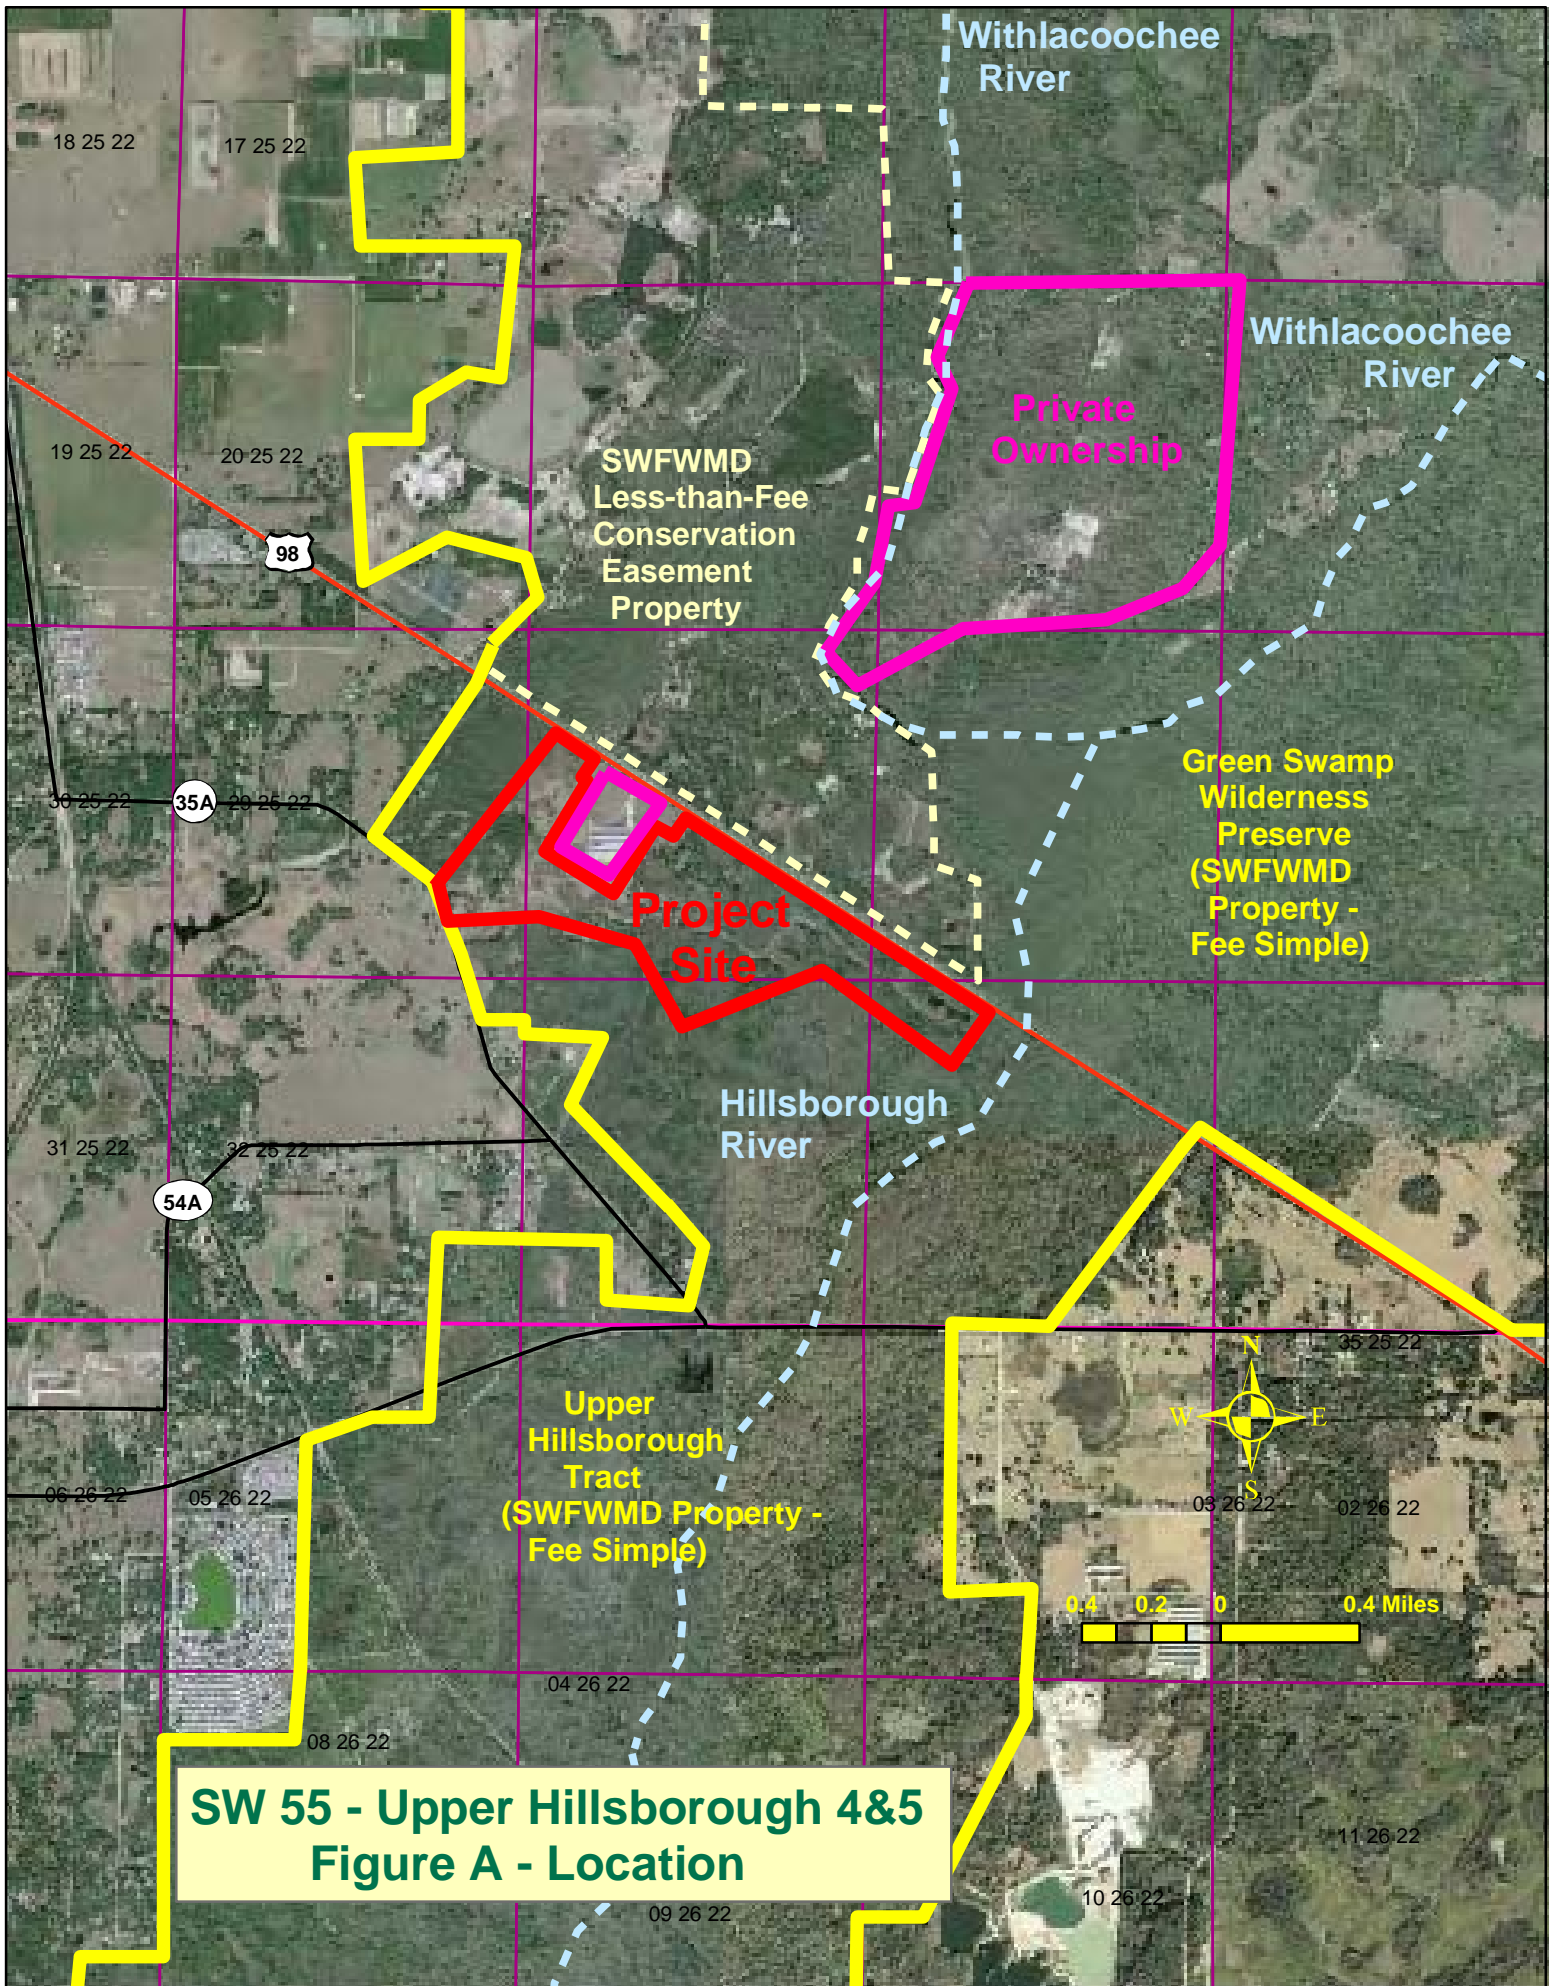 Withlacoochee
River
18 25 22
17 25 22
Withlacoochee
River
Private
Ownership
19 25 22
20 25 22
SWFWMD
Less-than-Fee
Conservation
Easement
Property
98
Green Swamp
Wilderness
Preserve
(SWFWMD
Property -
Fee Simple)
30 25 22
35A
29 25 22
Project
Site
Hillsborough
River
31 25 22
32 25 22
54A
35 25 22
N
W
E
S
Upper
Hillsborough
Tract
(SWFWMD Property -
Fee Simple)
06 26 22
05 26 22
03 26 22
02 26 22
0.4 0.2 0 0.4 Miles
04 26 22
08 26 22
SW 55 - Upper Hillsborough 4&5
Figure A - Location
11 26 22
10 26 22
09 26 22